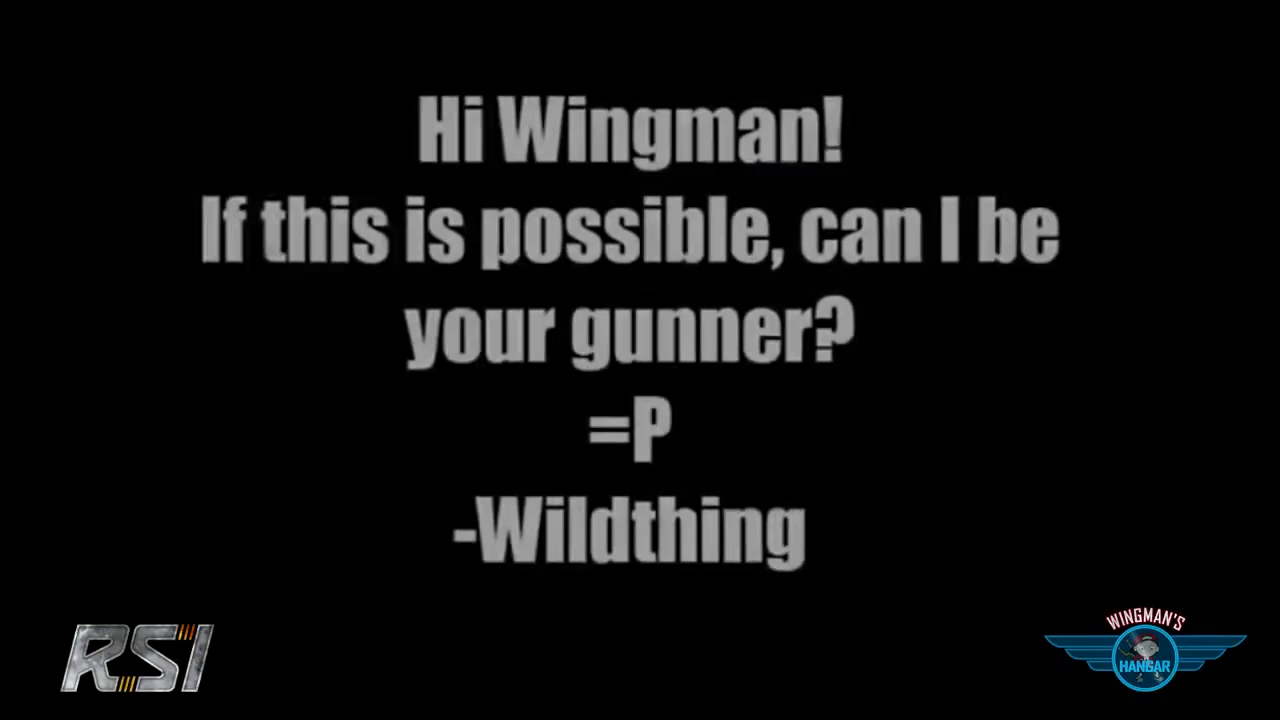 Hi Wingman!
If this is possible, can I be
your gunner?
=P
-Wildthing
RSI
WINGMAN'S
HANGAR